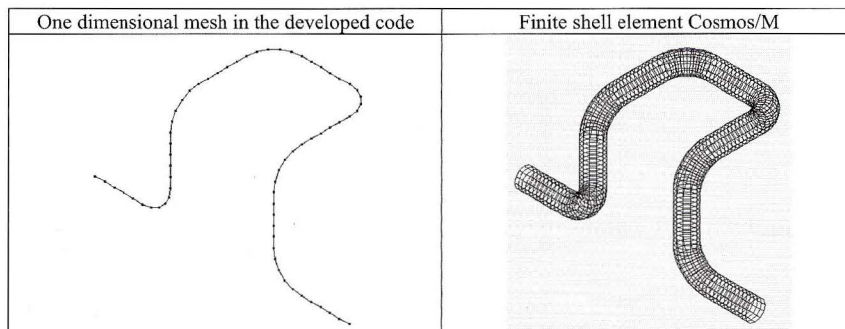 One dimensional mesh in the developed code
Finite shell element Cosmos/M